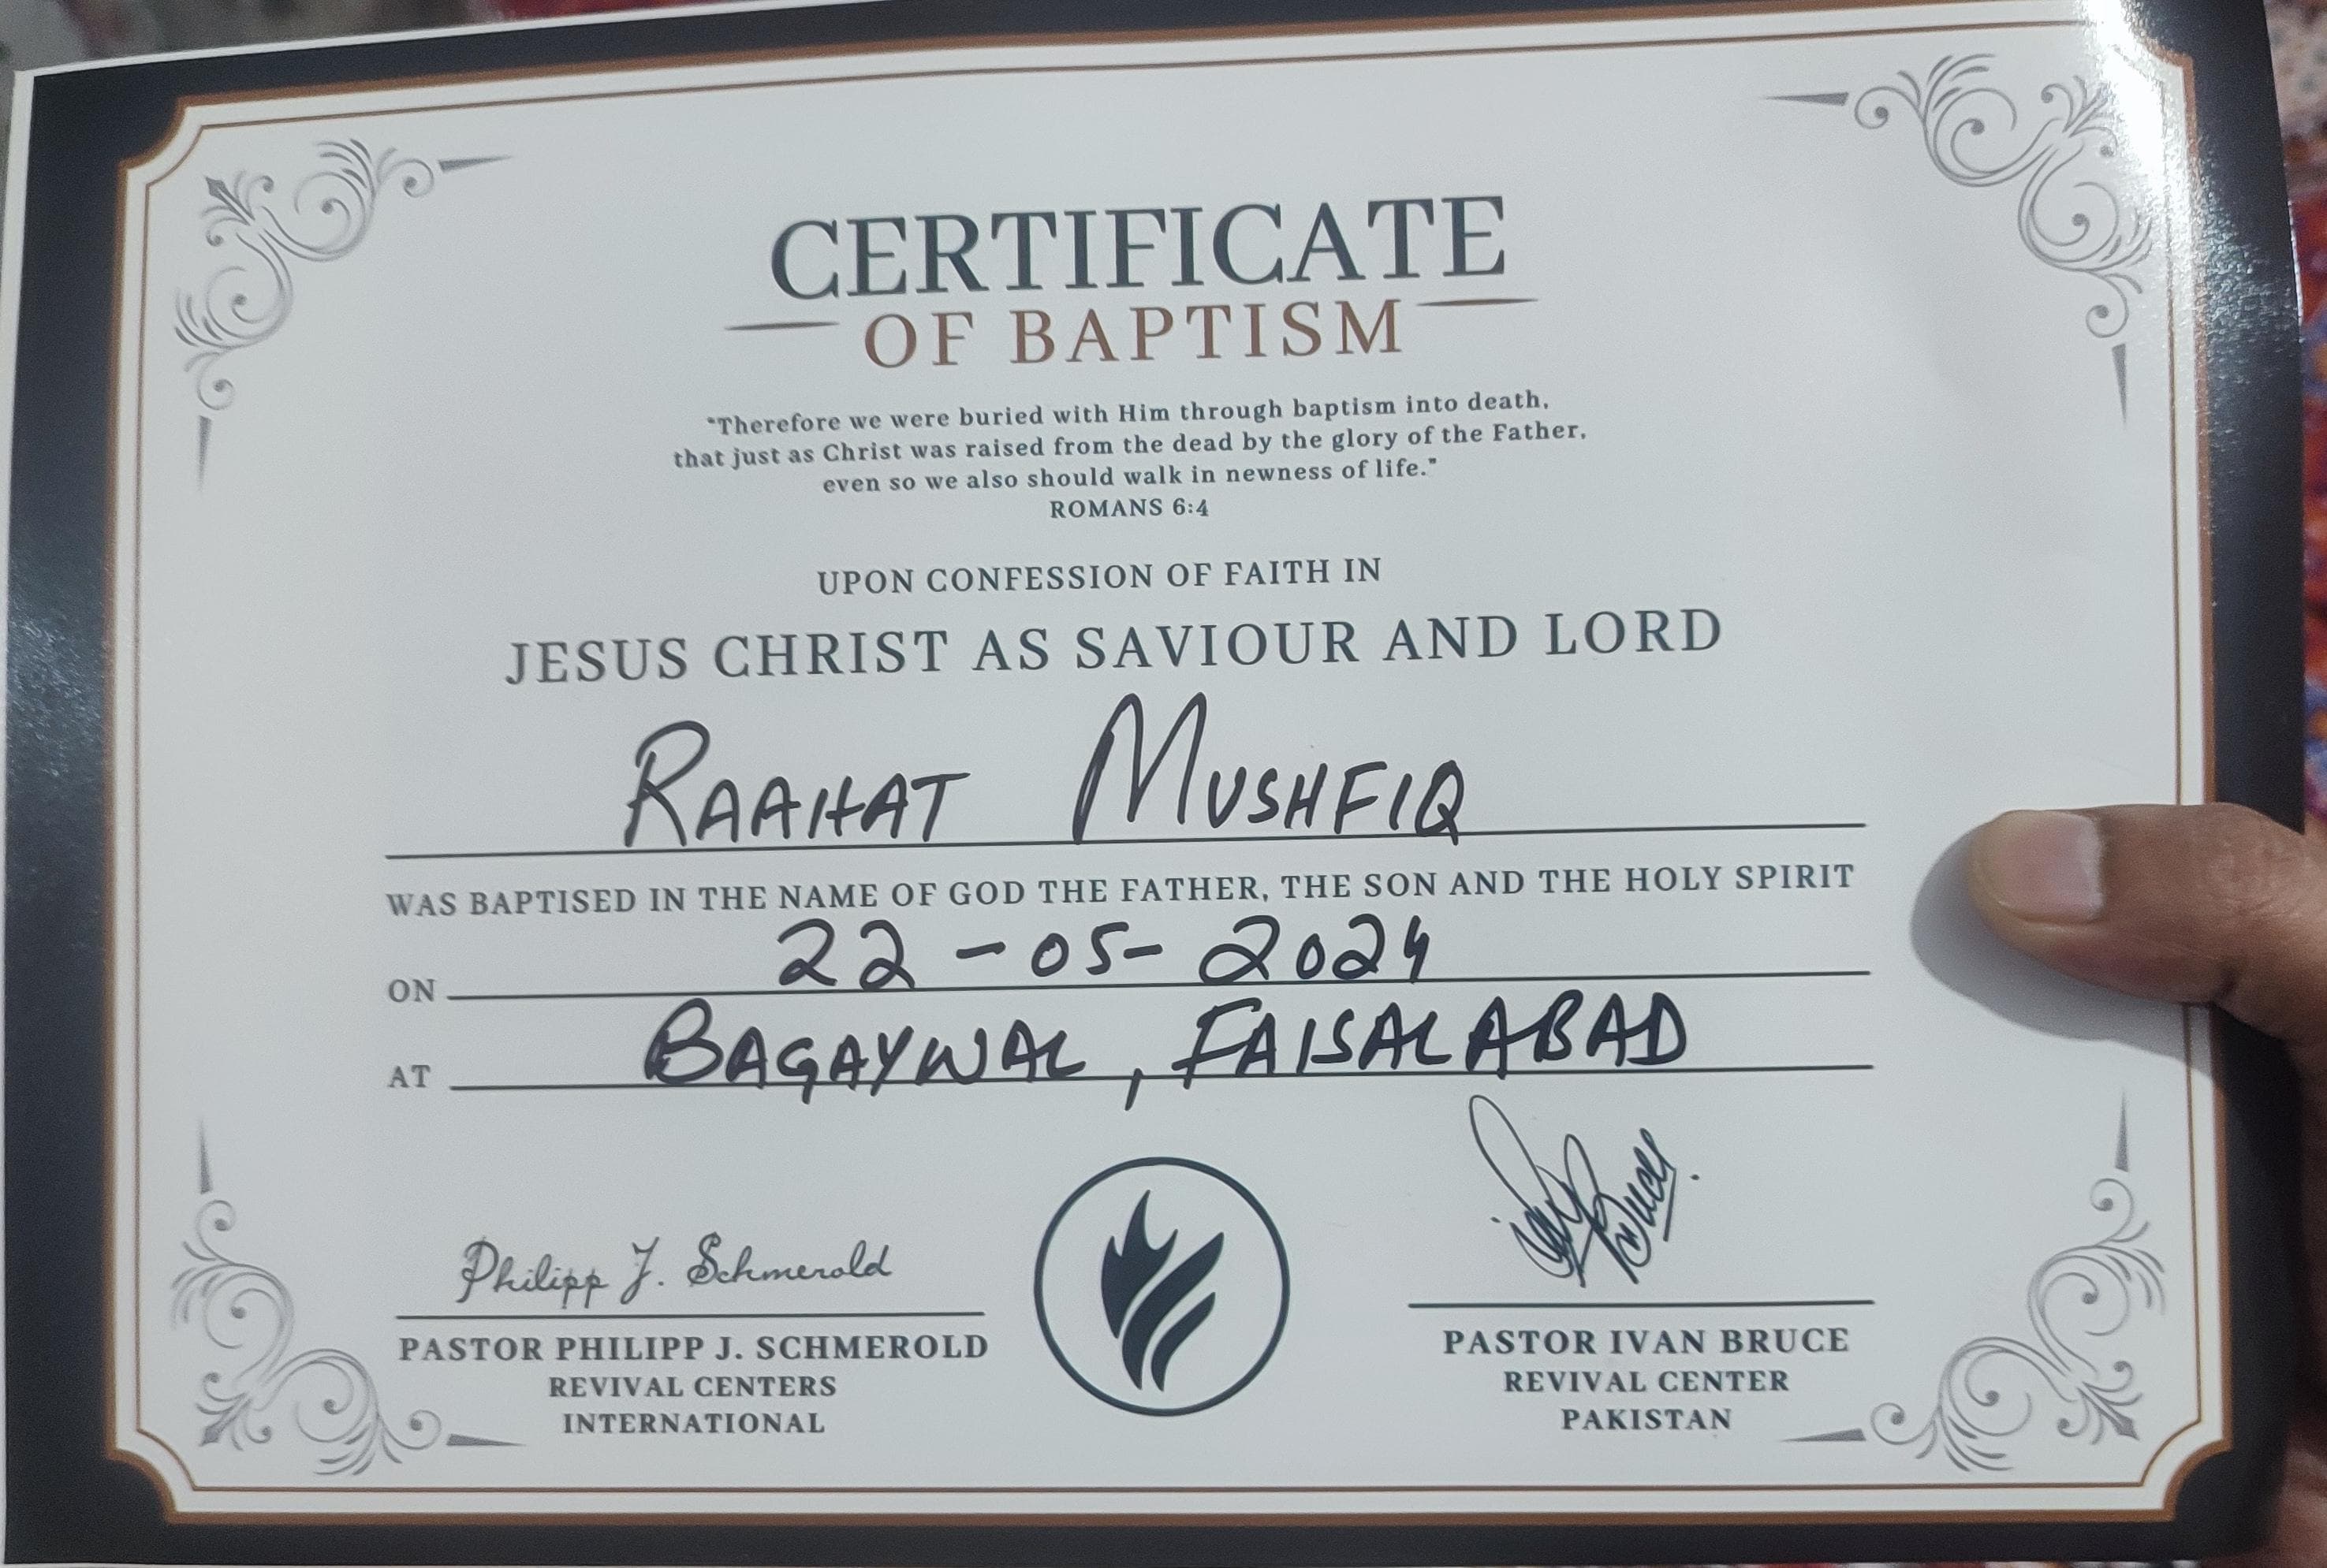 CERTIFICATE
OF BAPTISM
"Therefore we were buried with Him through baptism into death,
that just as Christ was raised from the dead by the glory of the Father,
even so we also should walk in newness of life."
ROMANS 6:4
UPON CONFESSION OF FAITH IN
JESUS CHRIST AS SAVIOUR AND LORD
RAAHAT MUSHFIQ
WAS BAPTISED IN THE NAME OF GOD THE FATHER, THE SON AND THE HOLY SPIRIT
ON 22-05-2024
AT BAGAYWAL, FAISALABAD
Philipp J. Schmerold
PASTOR PHILIPP J. SCHMEROLD
REVIVAL CENTERS
INTERNATIONAL
Bruce
PASTOR IVAN BRUCE
REVIVAL CENTER
PAKISTAN